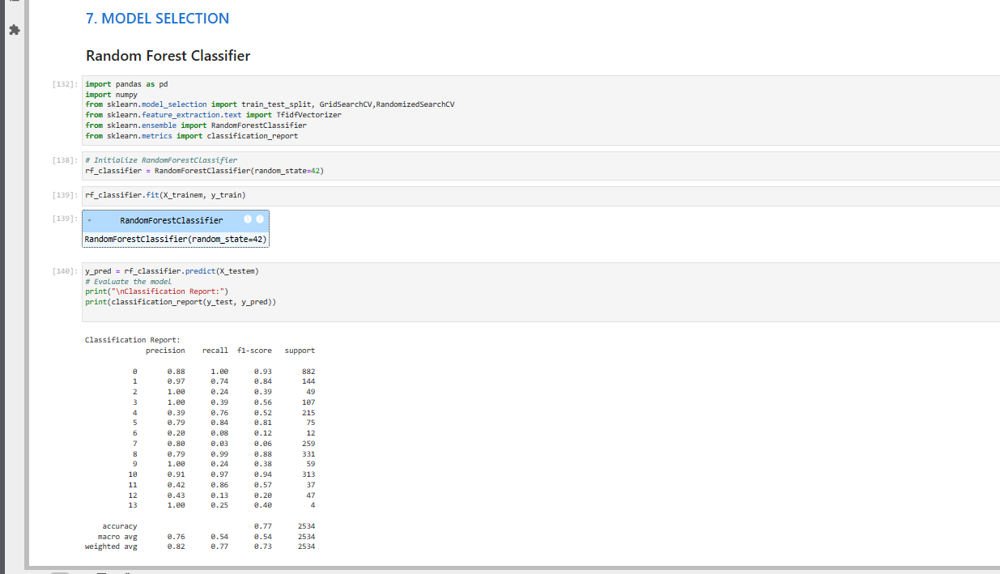 7. MODEL SELECTION
Random Forest Classifier
[132]: import pandas as pd
import numpy
from sklearn.model_selection import train_test_split, GridSearchCV,RandomizedSearchCV
from sklearn.feature_extraction.text import TfidfVectorizer
from sklearn.ensemble import RandomForestClassifier
from sklearn.metrics import classification_report
[138]: # Initialize RandomForestClassifier
rf_classifier = RandomForestClassifier(random_state=42)
[139]: rf_classifier.fit(X_trainem, y_train)
[139]: RandomForestClassifier
RandomForestClassifier(random_state=42)
[140]: y_pred = rf_classifier.predict(X_testem)
# Evaluate the model
print("\nClassification Report:")
print(classification_report(y_test, y_pred))
Classification Report:
precision recall f1-score support
0 0.88 1.00 0.93 882
1 0.97 0.74 0.84 144
2 1.00 0.24 0.39 49
3 1.00 0.39 0.56 107
4 0.39 0.76 0.52 215
5 0.79 0.84 0.81 75
6 0.20 0.08 0.12 12
7 0.80 0.03 0.06 259
8 0.79 0.99 0.88 331
9 1.00 0.24 0.38 59
10 0.91 0.97 0.94 313
11 0.42 0.86 0.57 37
12 0.43 0.13 0.20 47
13 1.00 0.25 0.40 4
accuracy 0.77 2534
macro avg 0.76 0.54 0.54 2534
weighted avg 0.82 0.77 0.73 2534